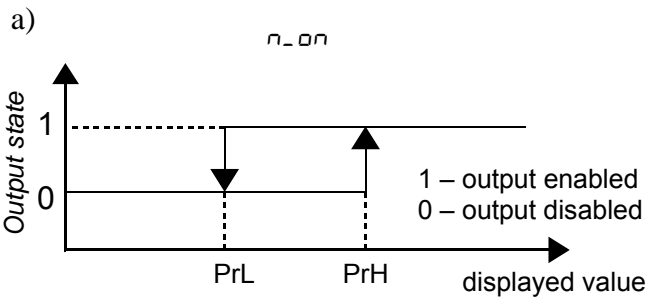 a)
n_on
Output state
1
0
1 – output enabled
0 – output disabled
PrL PrH
displayed value